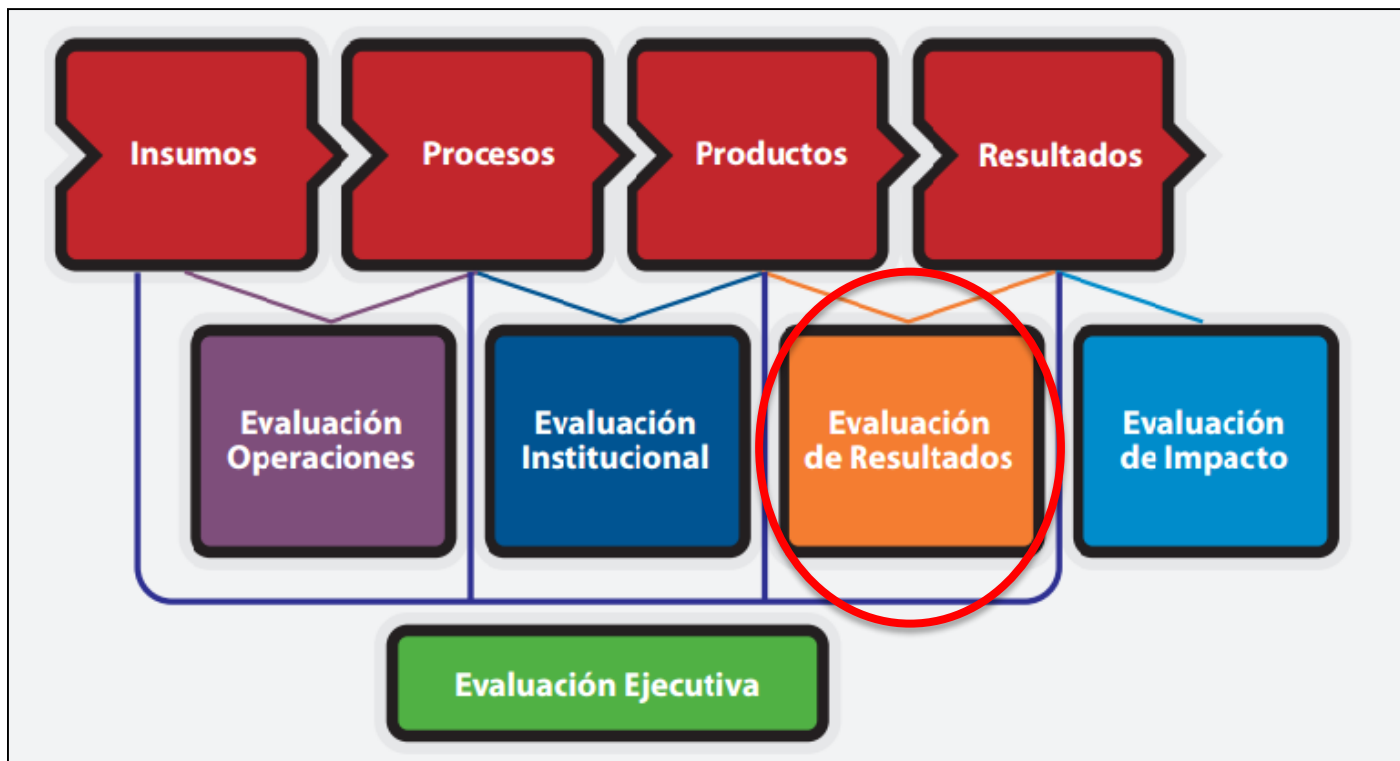 Insumos
Procesos
Productos
Resultados
Evaluación
Operaciones
Evaluación
Institucional
Evaluación
de Resultados
Evaluación
de Impacto
Evaluación Ejecutiva